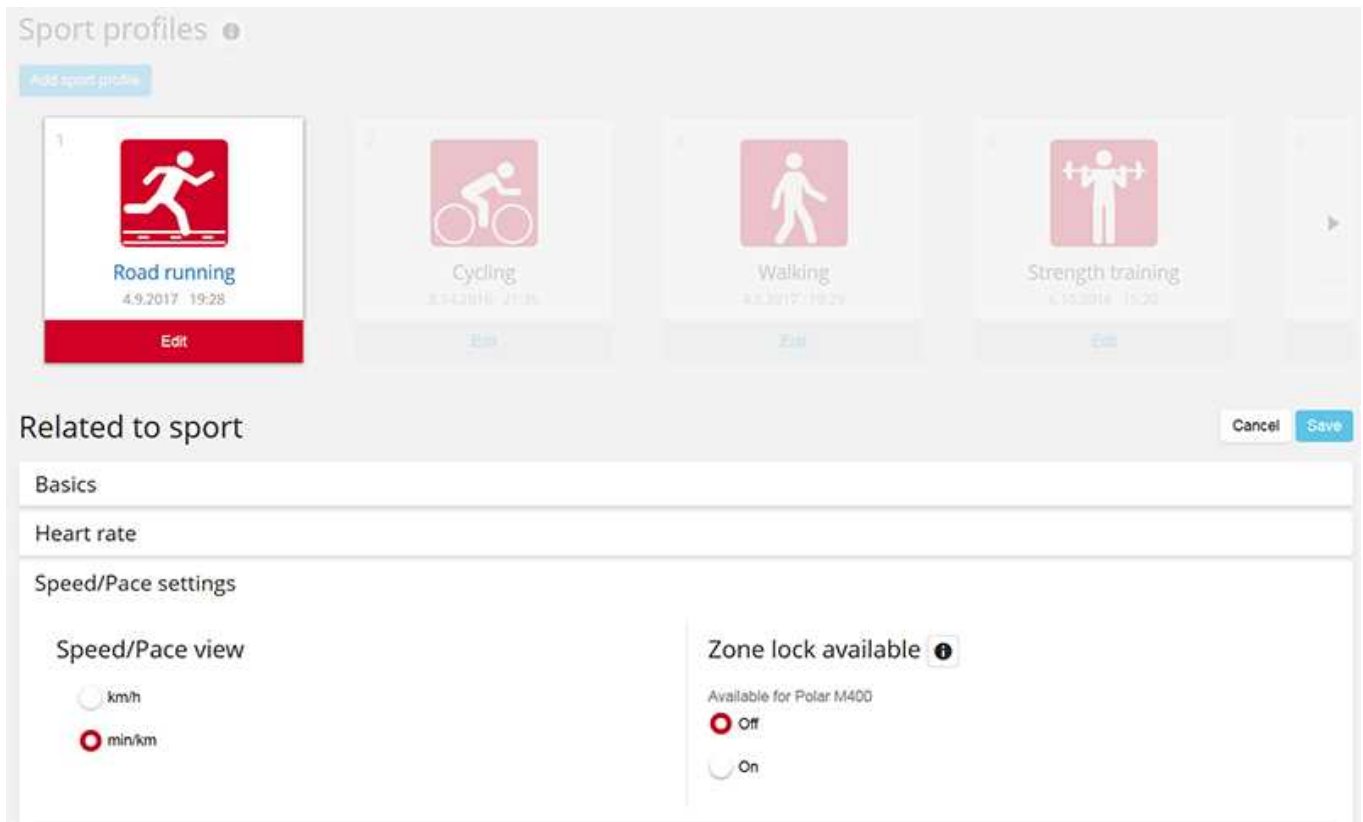 Sport profiles
Add sport profile
1
Road running
4.9.2017 19:28
Edit
2
Cycling
Edit
Walking
Edit
Strength training
Edit
Related to sport
Cancel Save
Basics
Heart rate
Speed/Pace settings
Speed/Pace view
km/h
min/km
Zone lock available
Available for Polar M400
Off
On